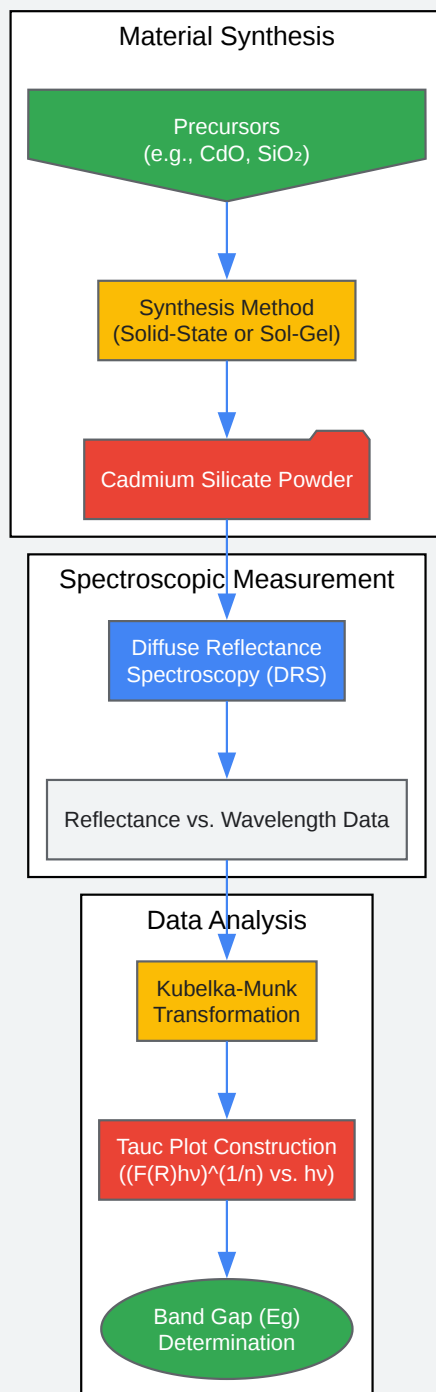 Material Synthesis
Precursors
(e.g., CdO, SiO₂)
Synthesis Method
(Solid-State or Sol-Gel)
Cadmium Silicate Powder
Spectroscopic Measurement
Diffuse Reflectance
Spectroscopy (DRS)
Reflectance vs. Wavelength Data
Data Analysis
Kubelka-Munk
Transformation
Tauc Plot Construction
((F(R)hν)^(1/n) vs. hν)
Band Gap (Eg)
Determination